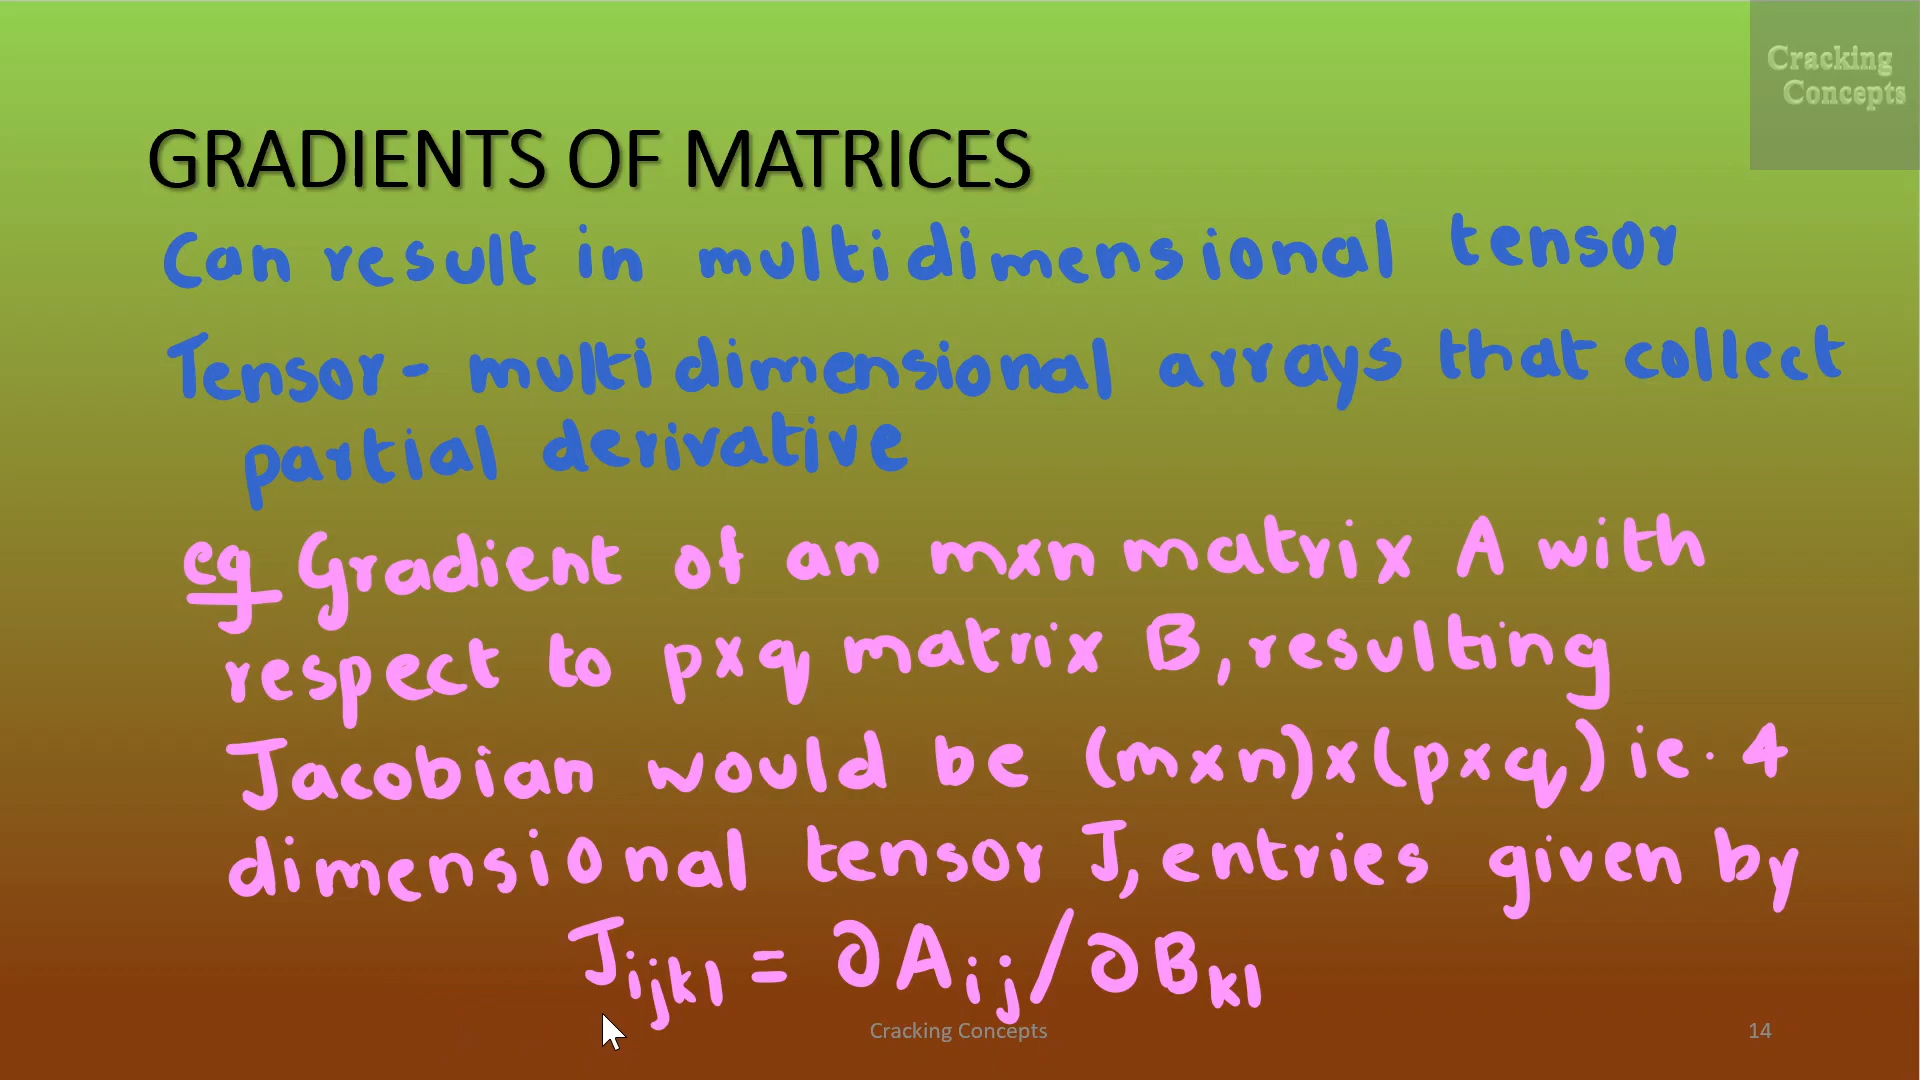 Cracking
Concepts
GRADIENTS OF MATRICES
Can result in multidimensional tensor
Tensor - multidimensional arrays that collect
partial derivative
eg Gradient of an mxn matrix A with
respect to pxq matrix B, resulting
Jacobian would be (mxn)x(pxq) ie. 4
dimensional tensor J, entries given by
Jijkl = ∂Aij/∂Bkl
Cracking Concepts
14